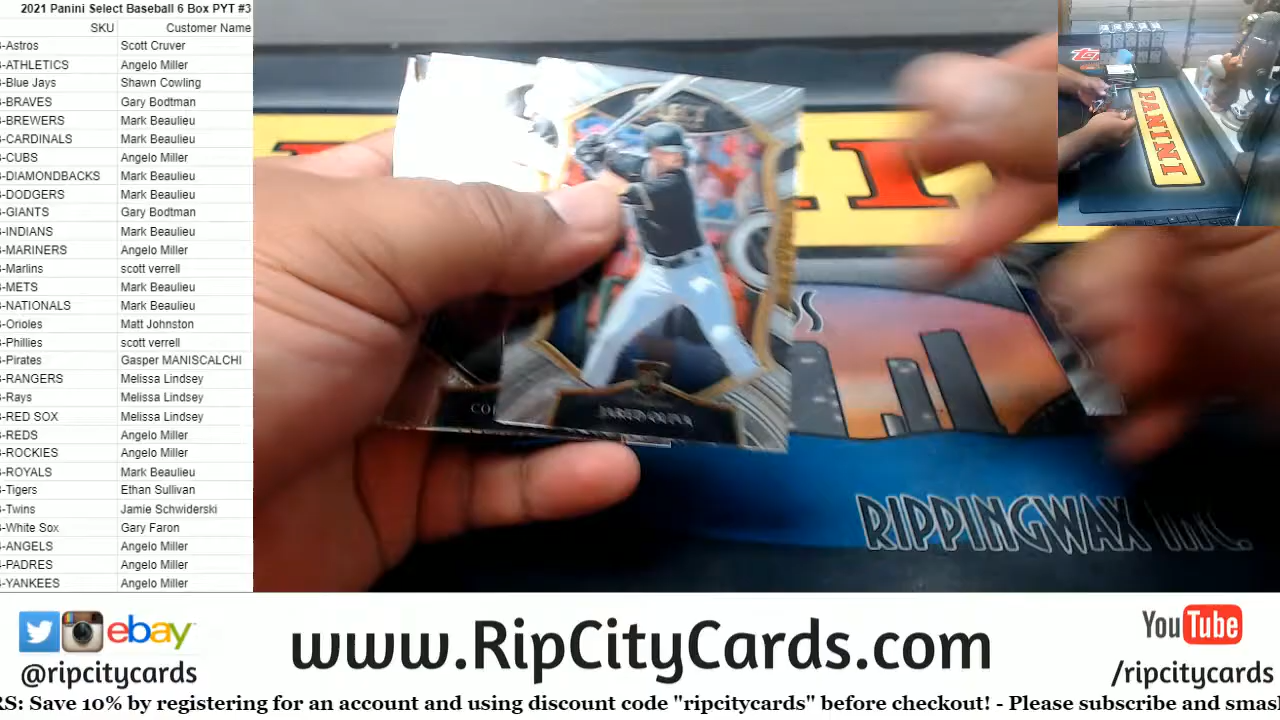 2021 Panini Select Baseball 6 Box PYT #3
SKU Customer Name
-Astros Scott Cruver
-ATHLETICS Angelo Miller
-Blue Jays Shawn Cowling
-BRAVES Gary Bodtman
-BREWERS Mark Beaulieu
-CARDINALS Mark Beaulieu
-CUBS Angelo Miller
-DIAMONDBACKS Mark Beaulieu
-DODGERS Mark Beaulieu
-GIANTS Gary Bodtman
-INDIANS Mark Beaulieu
-MARINERS Angelo Miller
-Marlins scott verrell
-METS Mark Beaulieu
-NATIONALS Mark Beaulieu
-Orioles Matt Johnston
-Phillies scott verrell
-Pirates Gasper MANISCALCHI
-RANGERS Melissa Lindsey
-Rays Melissa Lindsey
-RED SOX Melissa Lindsey
-REDS Angelo Miller
-ROCKIES Angelo Miller
-ROYALS Mark Beaulieu
-Tigers Ethan Sullivan
-Twins Jamie Schwiderski
-White Sox Gary Faron
-ANGELS Angelo Miller
-PADRES Angelo Miller
-YANKEES Angelo Miller
JARED OLIVA
CO
RIPPINGWAX INC.
PANINI
ebay
@ripcitycards
www.RipCityCards.com
YouTube
/ripcitycards
RS: Save 10% by registering for an account and using discount code "ripcitycards" before checkout! - Please subscribe and smas